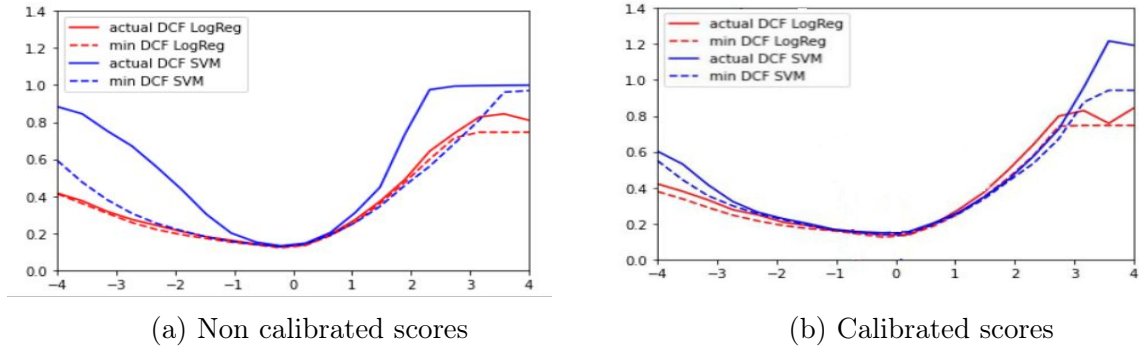 1.4
1.2
1.0
0.8
0.6
0.4
0.2
0.0
actual DCF LogReg
min DCF LogReg
actual DCF SVM
min DCF SVM
−4 −3 −2 −1 0 1 2 3 4
(a) Non calibrated scores
1.4
1.2
1.0
0.8
0.6
0.4
0.2
0.0
actual DCF LogReg
min DCF LogReg
actual DCF SVM
min DCF SVM
−4 −3 −2 −1 0 1 2 3 4
(b) Calibrated scores